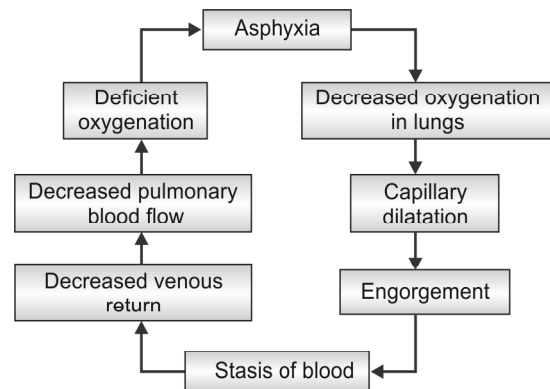 Asphyxia
Decreased oxygenation
in lungs
Capillary
dilatation
Engorgement
Stasis of blood
Decreased venous
return
Decreased pulmonary
blood flow
Deficient
oxygenation